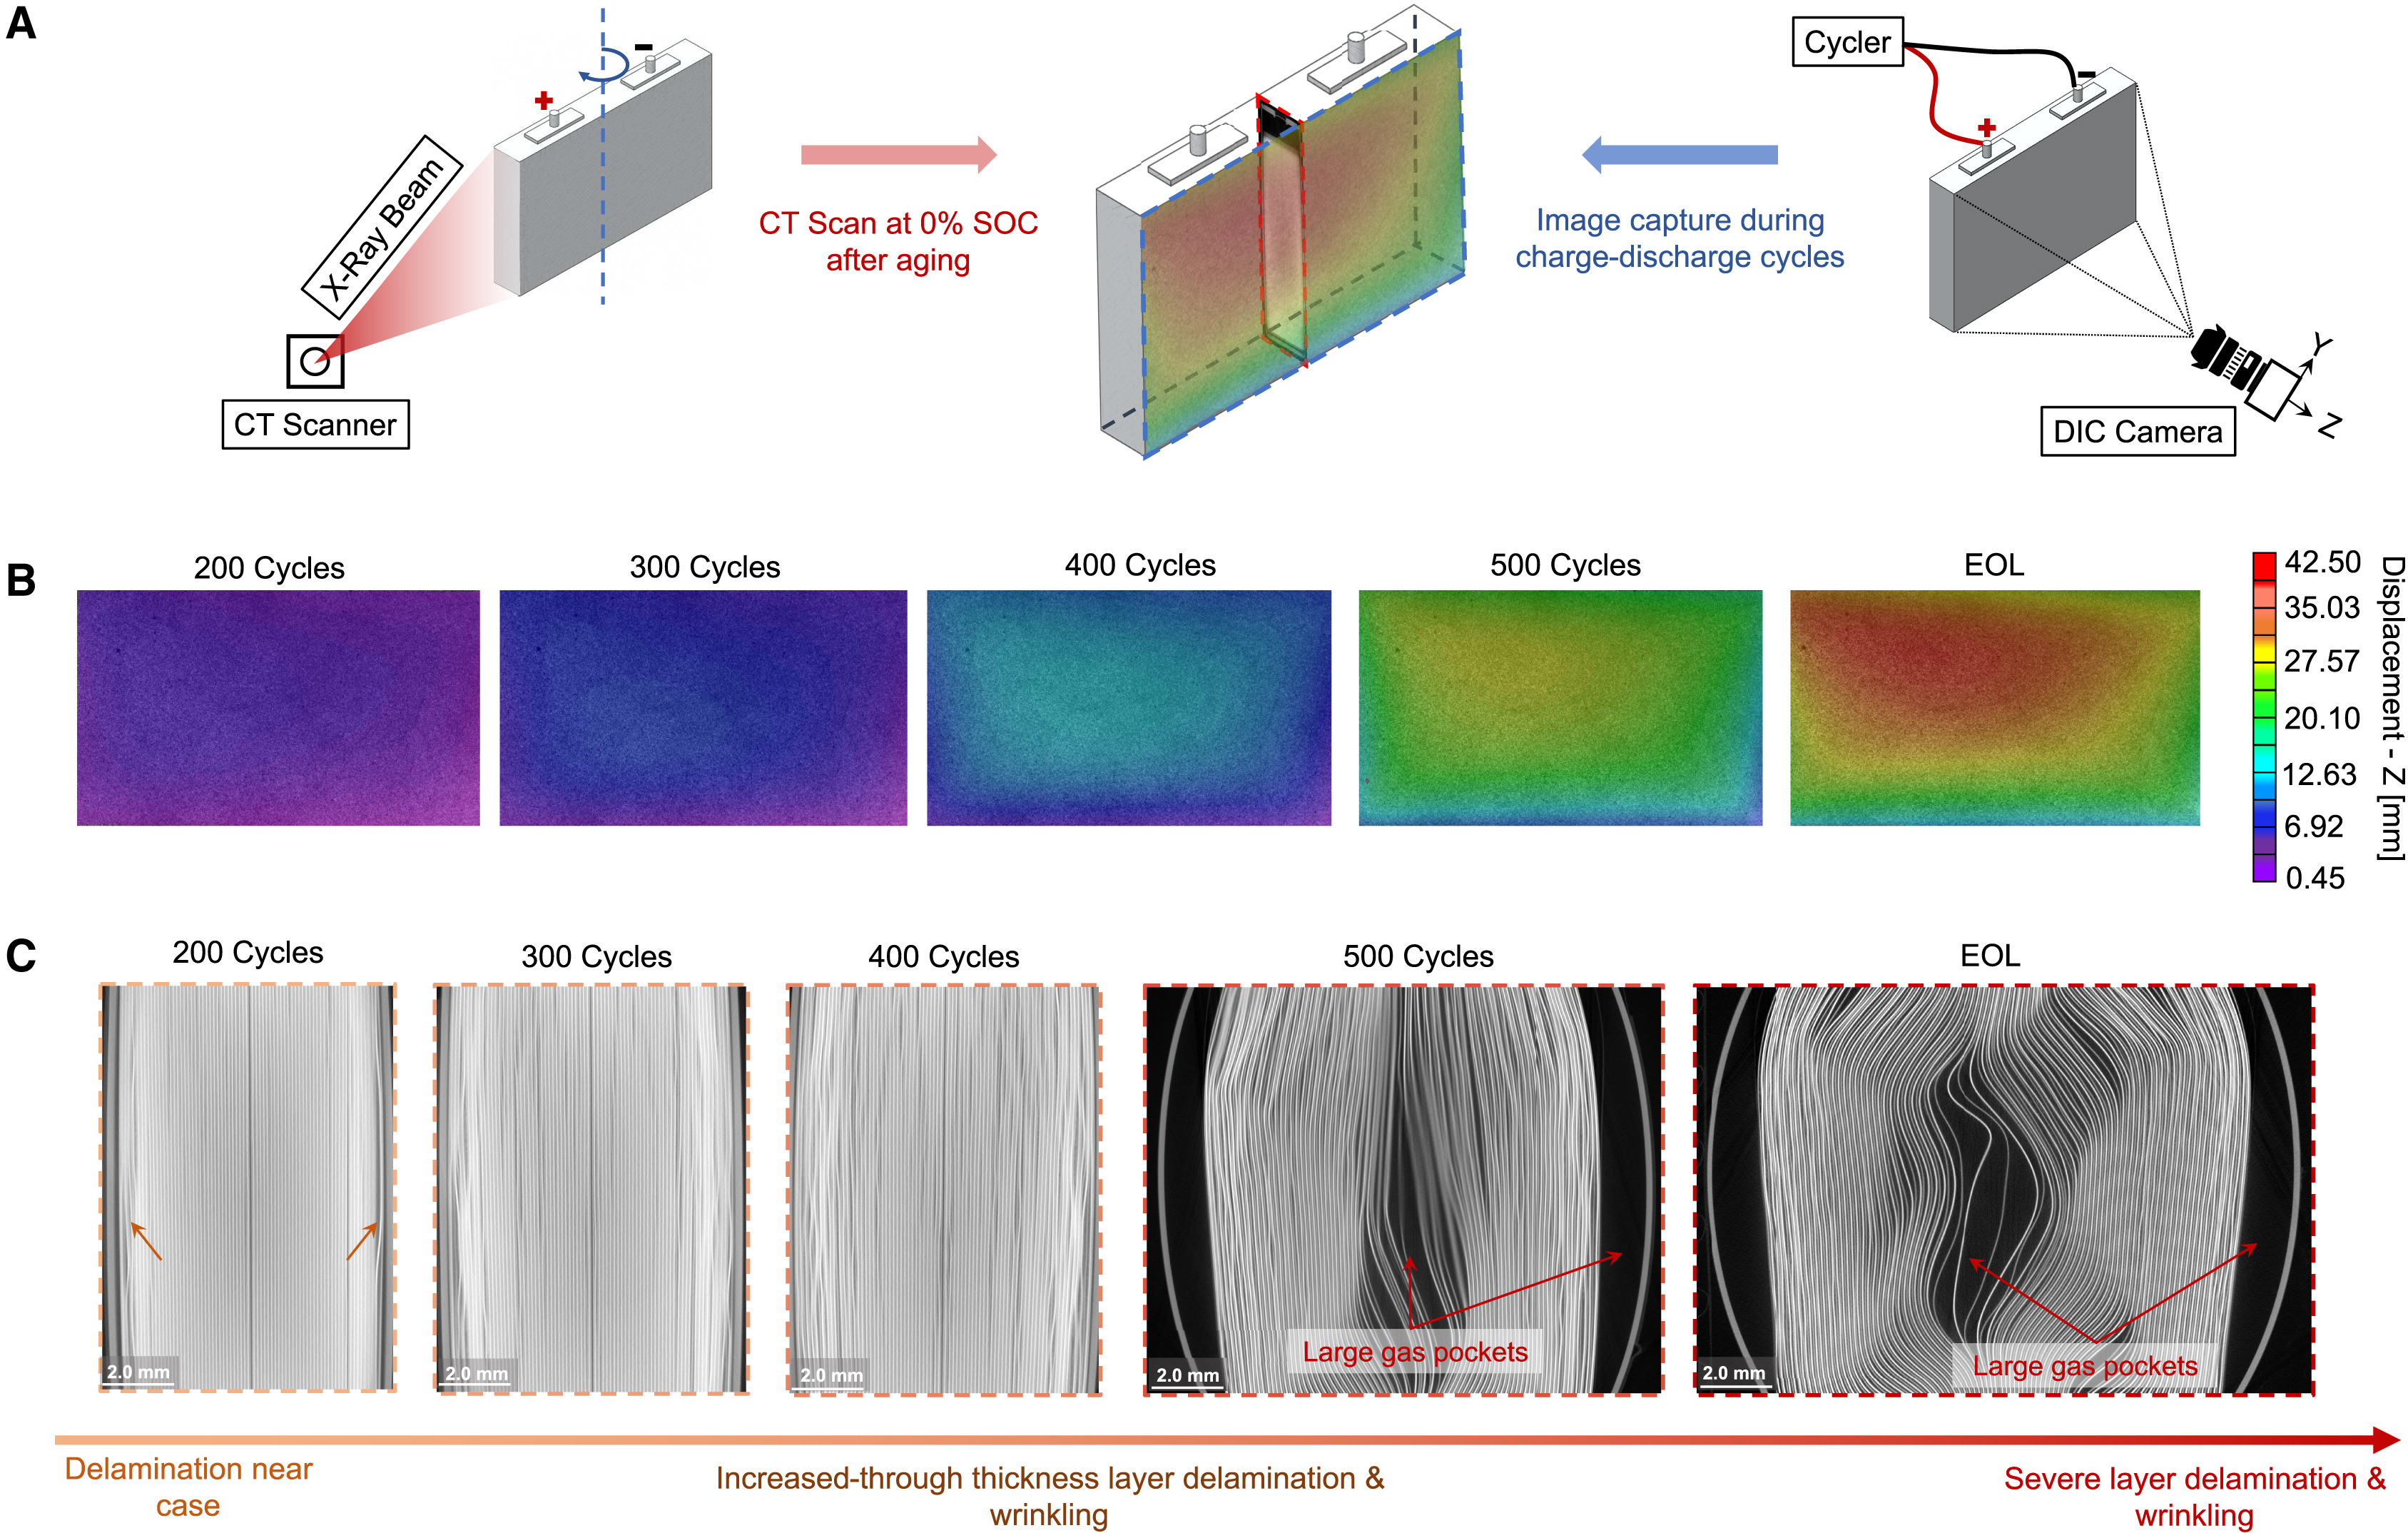 A
X-Ray Beam
CT Scanner
+
-
CT Scan at 0% SOC
after aging
Image capture during
charge-discharge cycles
Cycler
+
-
DIC Camera
Y
Z
B
200 Cycles
300 Cycles
400 Cycles
500 Cycles
EOL
42.50
35.03
27.57
20.10
12.63
6.92
0.45
Displacement - Z [mm]
C
200 Cycles
300 Cycles
400 Cycles
500 Cycles
EOL
2.0 mm
2.0 mm
2.0 mm
2.0 mm
Large gas pockets
2.0 mm
Large gas pockets
Delamination near
case
Increased-through thickness layer delamination &
wrinkling
Severe layer delamination &
wrinkling